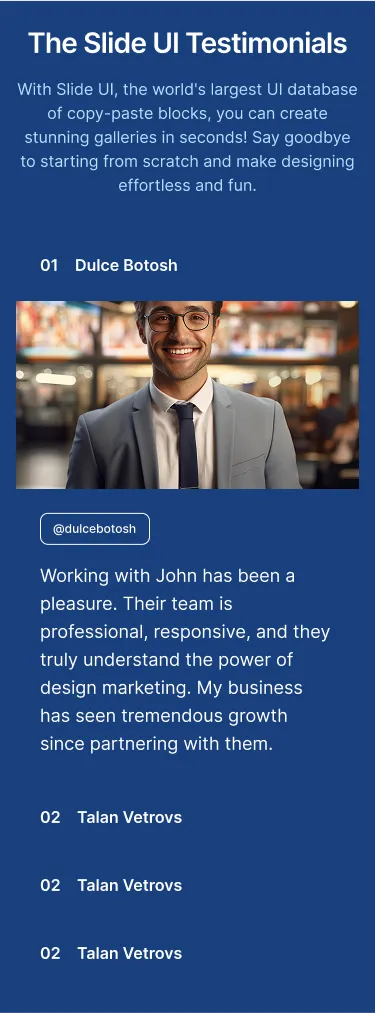 The Slide UI Testimonials
With Slide UI, the world's largest UI database
of copy-paste blocks, you can create
stunning galleries in seconds! Say goodbye
to starting from scratch and make designing
effortless and fun.
01 Dulce Botosh
@dulcebotosh
Working with John has been a
pleasure. Their team is
professional, responsive, and they
truly understand the power of
design marketing. My business
has seen tremendous growth
since partnering with them.
02 Talan Vetrovs
02 Talan Vetrovs
02 Talan Vetrovs